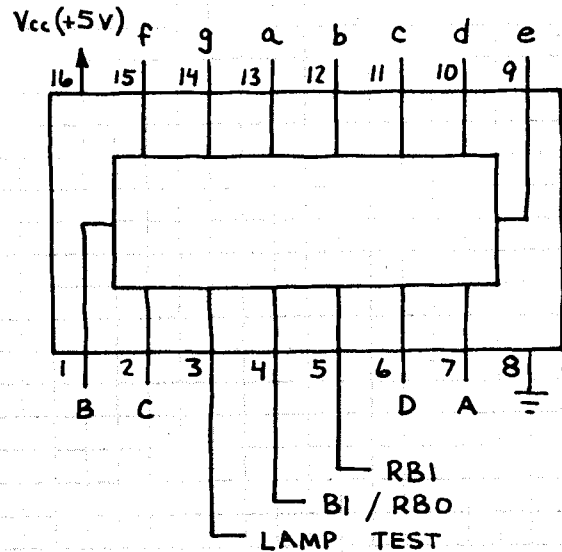 Vcc (+5V) f g a b c d e
16 15 14 13 12 11 10 9
1 2 3 4 5 6 7 8
B C D A
RBI
BI / RBO
LAMP TEST